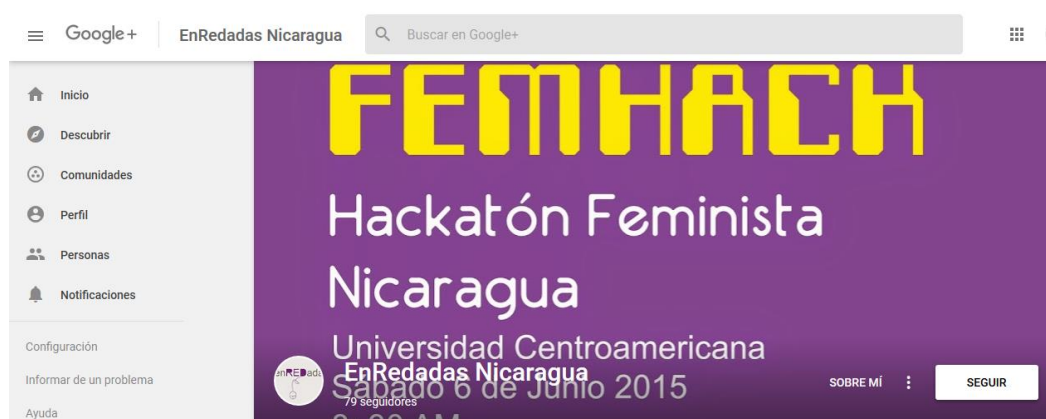 Google+
EnRedadas Nicaragua
Buscar en Google+
Inicio
Descubrir
Comunidades
Perfil
Personas
Notificaciones
Configuración
Informar de un problema
Ayuda
FEMHACK
Hackatón Feminista
Nicaragua
Universidad Centroamericana
Sábado 6 de Junio 2015
enREDadas
EnRedadas Nicaragua
79 seguidores
SOBRE MÍ
SEGUIR